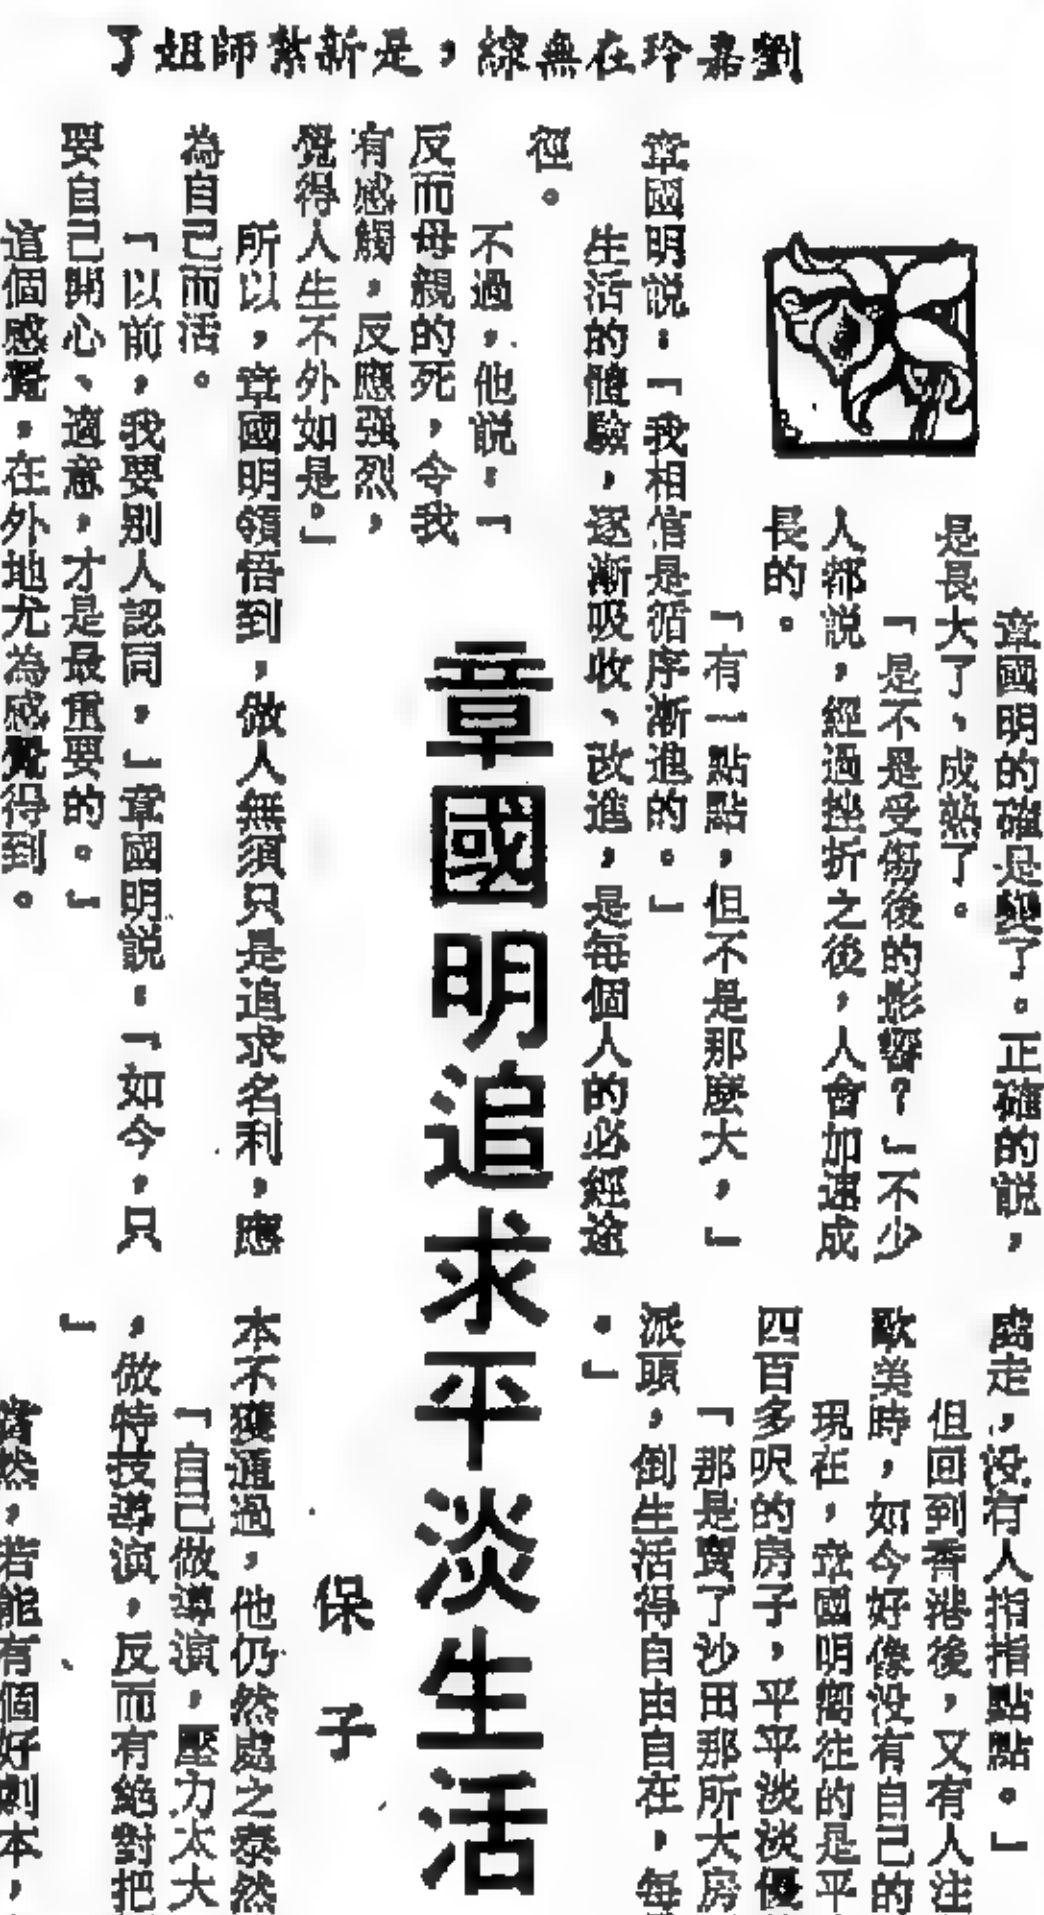 劉嘉玲在無線，是新紮師姐了
章國明追求平淡生活
保子
章國明的確是變了。正確的說，
是長大了、成熟了。
「是不是受傷後的影響？」不少
人都說，經過挫折之後，人會加速成
長的。
「有一點點，但不是那麼大，」
章國明說：「我相信是循序漸進的。」
生活的體驗，逐漸吸收、改進，是每個人的必經途
徑。
不過，他說：「
反而母親的死，令我
有感觸，反應强烈，
覺得人生不外如是。」
所以，章國明領悟到，做人無須只是追求名利，應
為自己而活。
「以前，我要別人認同，」章國明說：「如今，只
要自己開心、適意，才是最重要的。」
這個感覺，在外地尤為感覺得到。
處走，没有人指指點點。」
但回到香港後，又有人注
歐美時，如今好像没有自己的
現在，章國明嚮往的是平
四百多呎的房子，平平淡淡優
「那是賣了沙田那所大房
派頭，倒生活得自由自在，每
。」
本不獲通過，他仍然處之泰然
「自己做導演，壓力太大
，做特技導演，反而有絕對把
」
當然，若能有個好劇本，